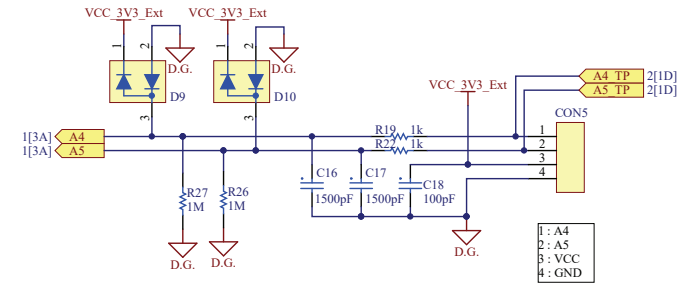 VCC_3V3_Ext
VCC_3V3_Ext
1
2
1
2
D.G.
D.G.
D9
D10
3
3
VCC_3V3_Ext
A4_TP
2[1D]
A5_TP
2[1D]
CON5
1[3A]
A4
1[3A]
A5
R19
1k
R22
1k
1
2
3
4
R27
1M
R26
1M
C16
1500pF
C17
1500pF
C18
100pF
D.G.
D.G.
D.G.
1 : A4
2 : A5
3 : VCC
4 : GND